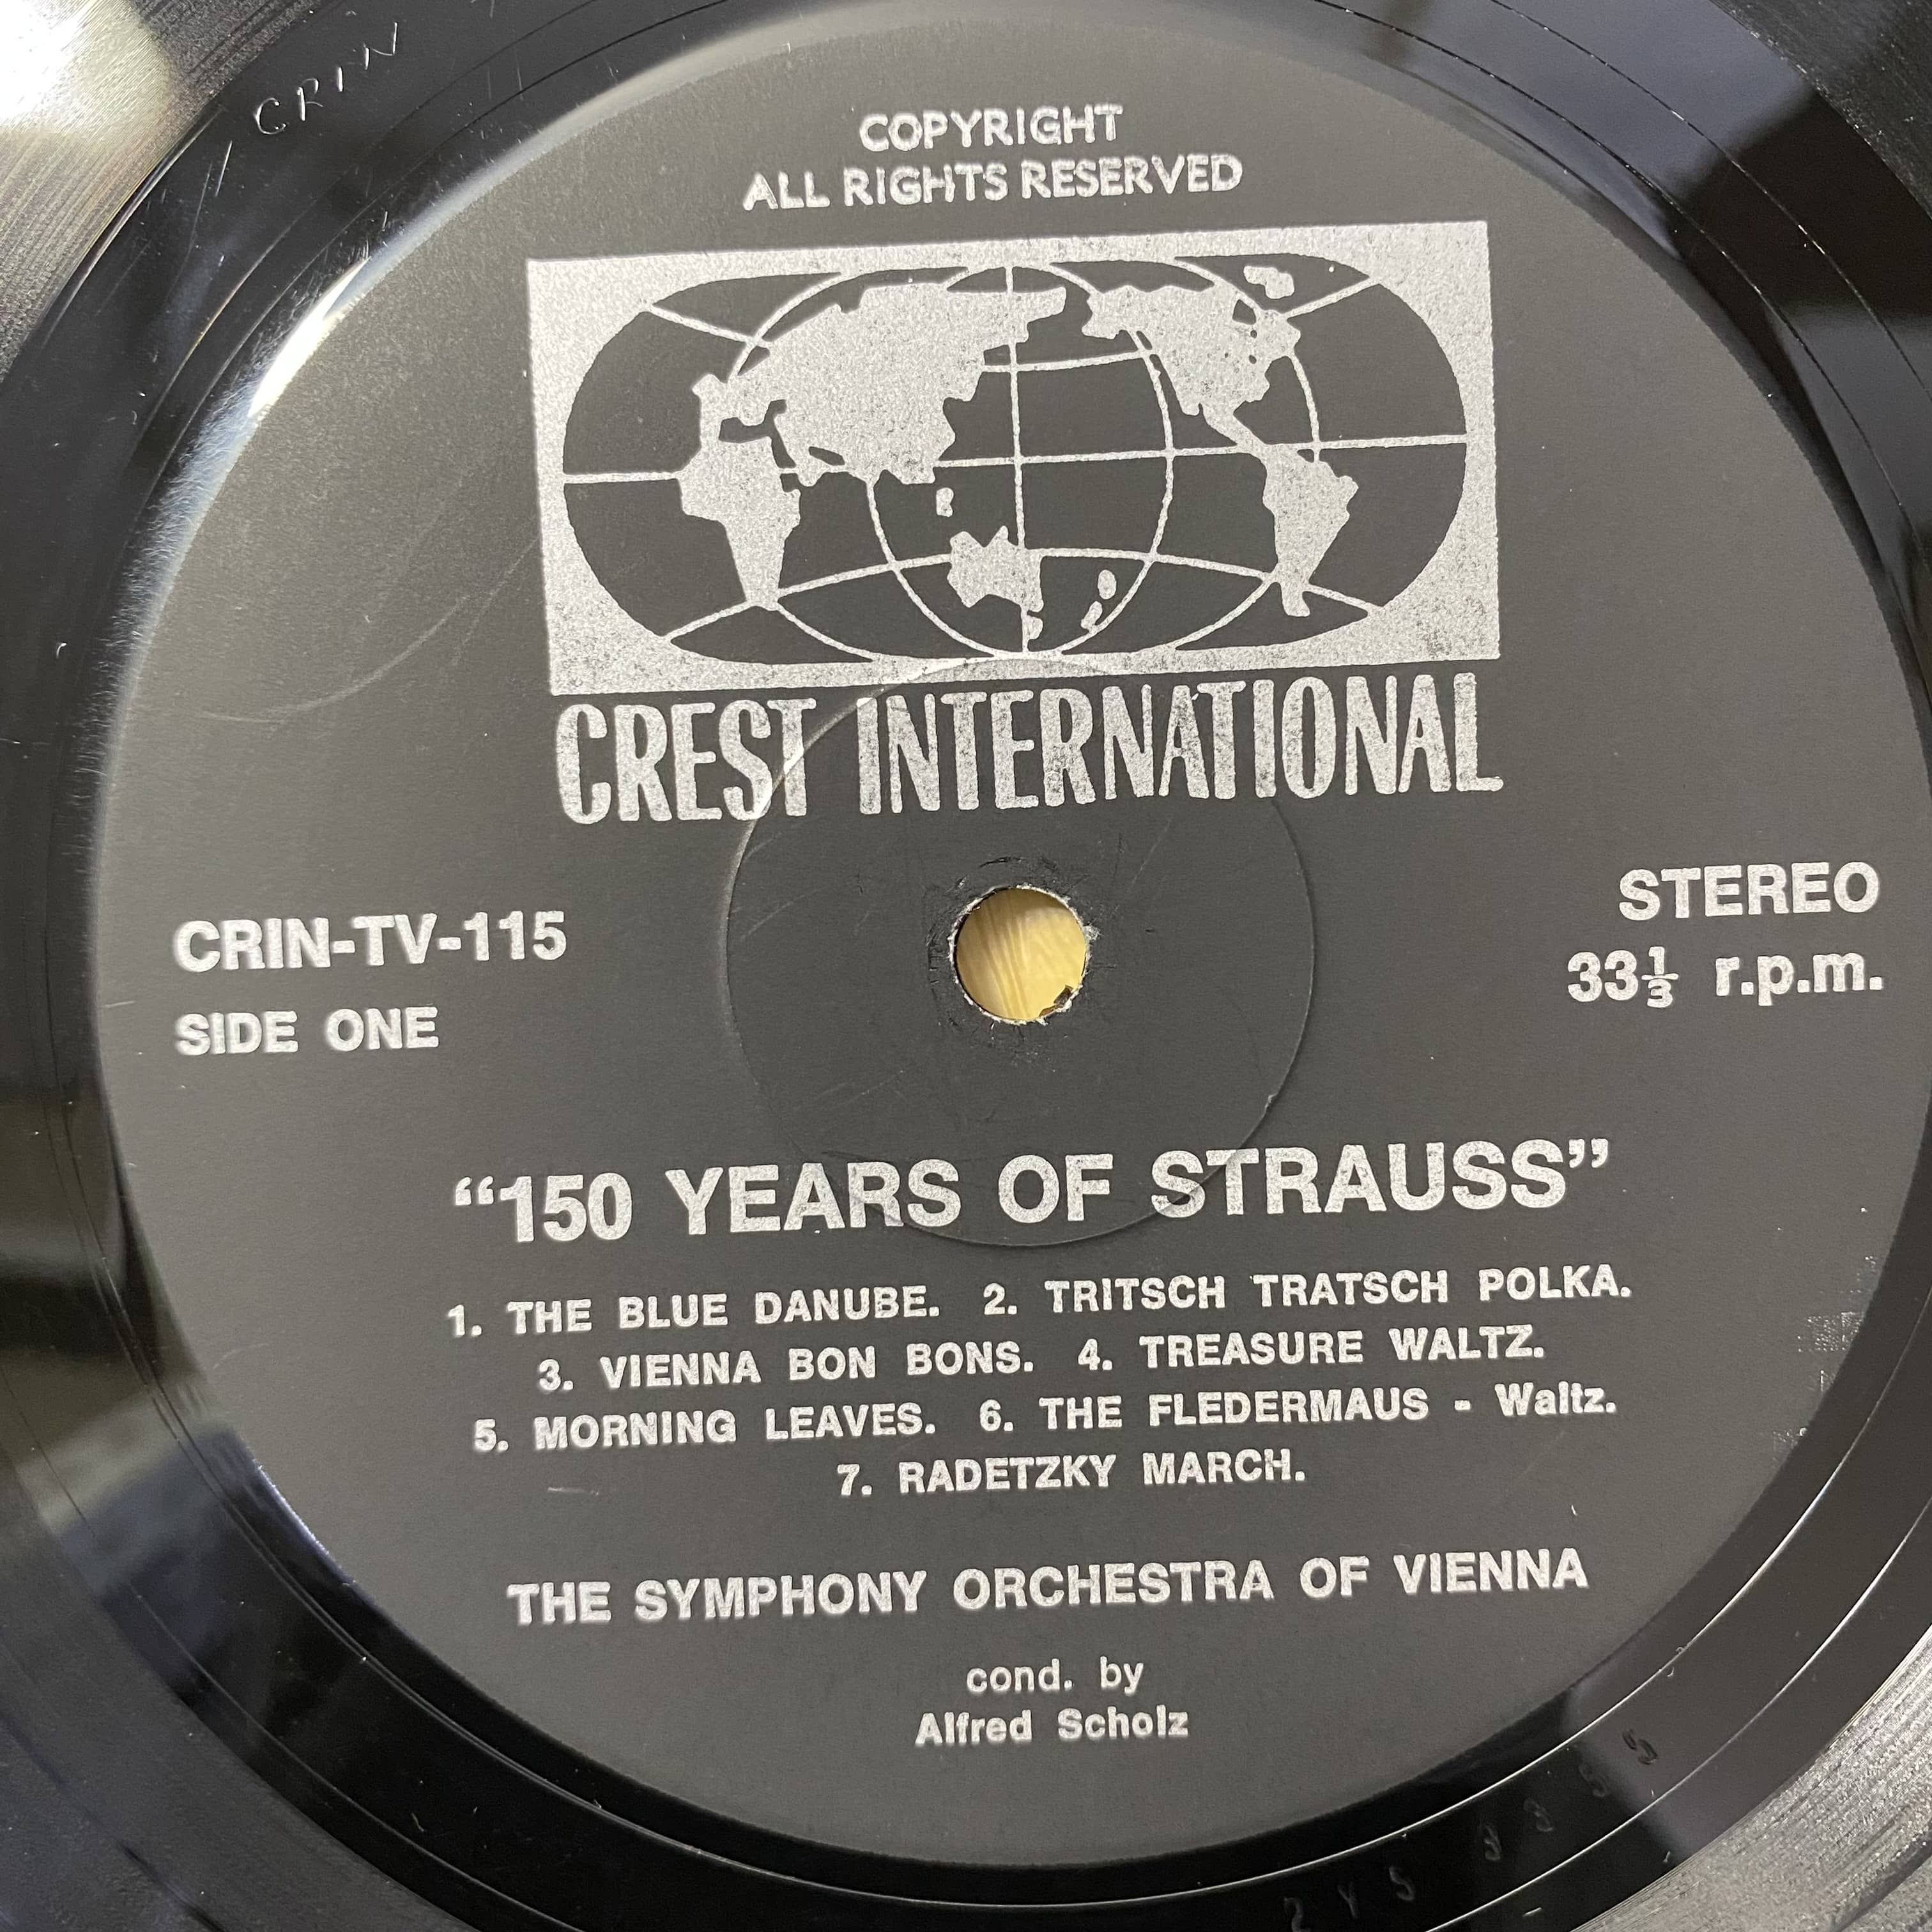 CRIN
COPYRIGHT
ALL RIGHTS RESERVED
CREST INTERNATIONAL
CRIN-TV-115
SIDE ONE
STEREO
33⅓ r.p.m.
“150 YEARS OF STRAUSS”
1. THE BLUE DANUBE. 2. TRITSCH TRATSCH POLKA.
3. VIENNA BON BONS. 4. TREASURE WALTZ.
5. MORNING LEAVES. 6. THE FLEDERMAUS - Waltz.
7. RADETZKY MARCH.
THE SYMPHONY ORCHESTRA OF VIENNA
cond. by
Alfred Scholz